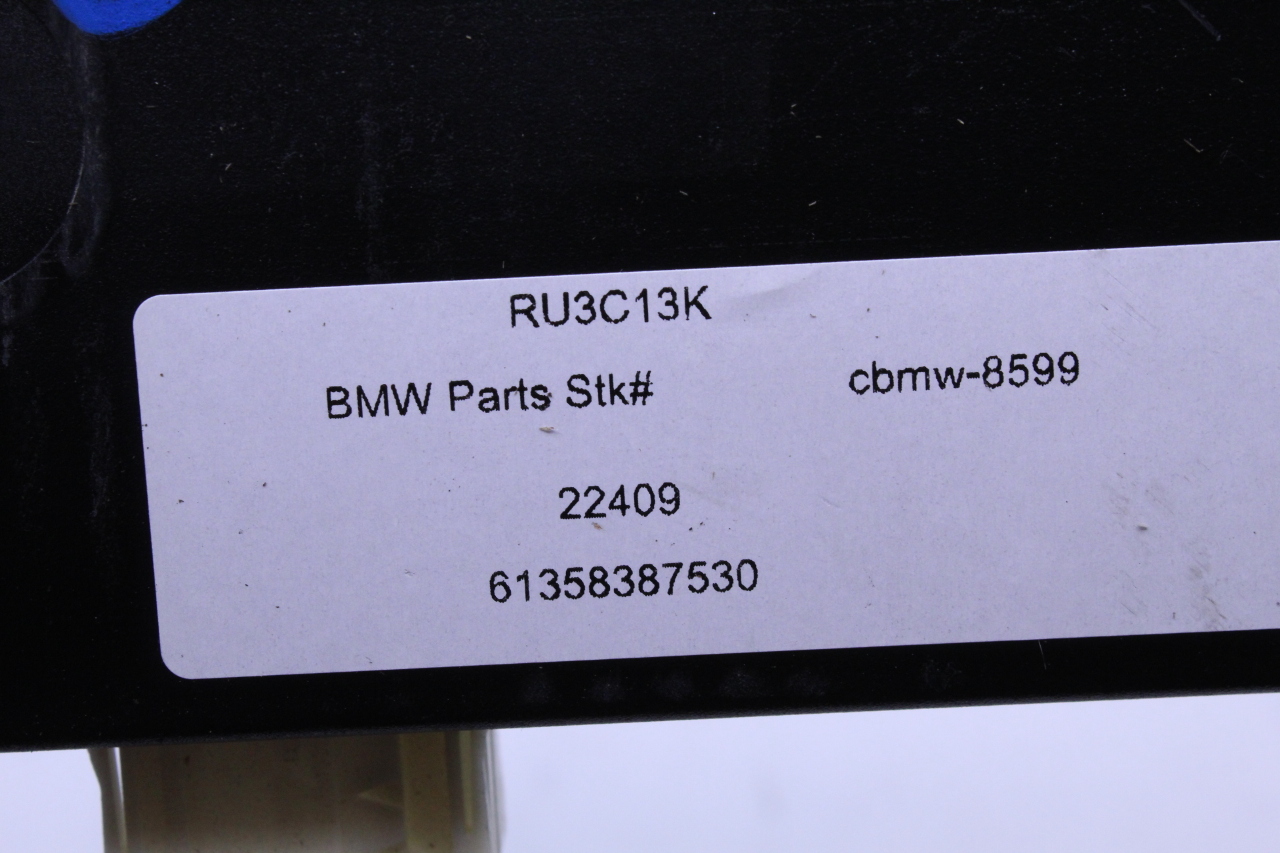 RU3C13K
BMW Parts Stk# cbmw-8599
22409
61358387530